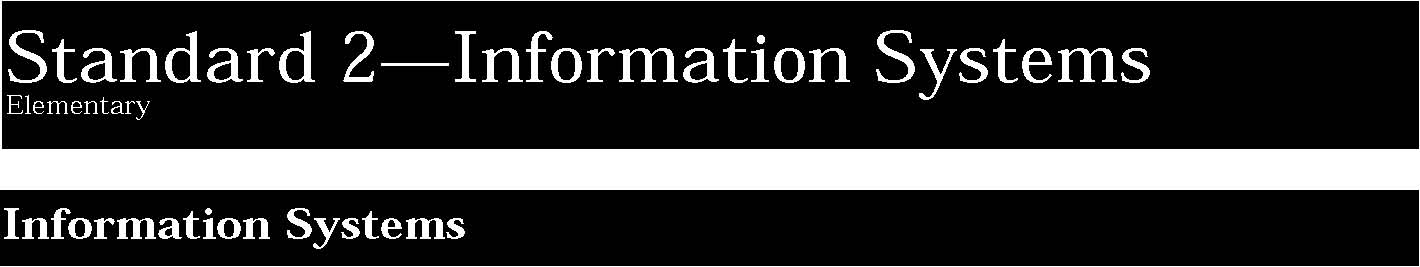 Standard 2—Information Systems
Elementary
Information Systems